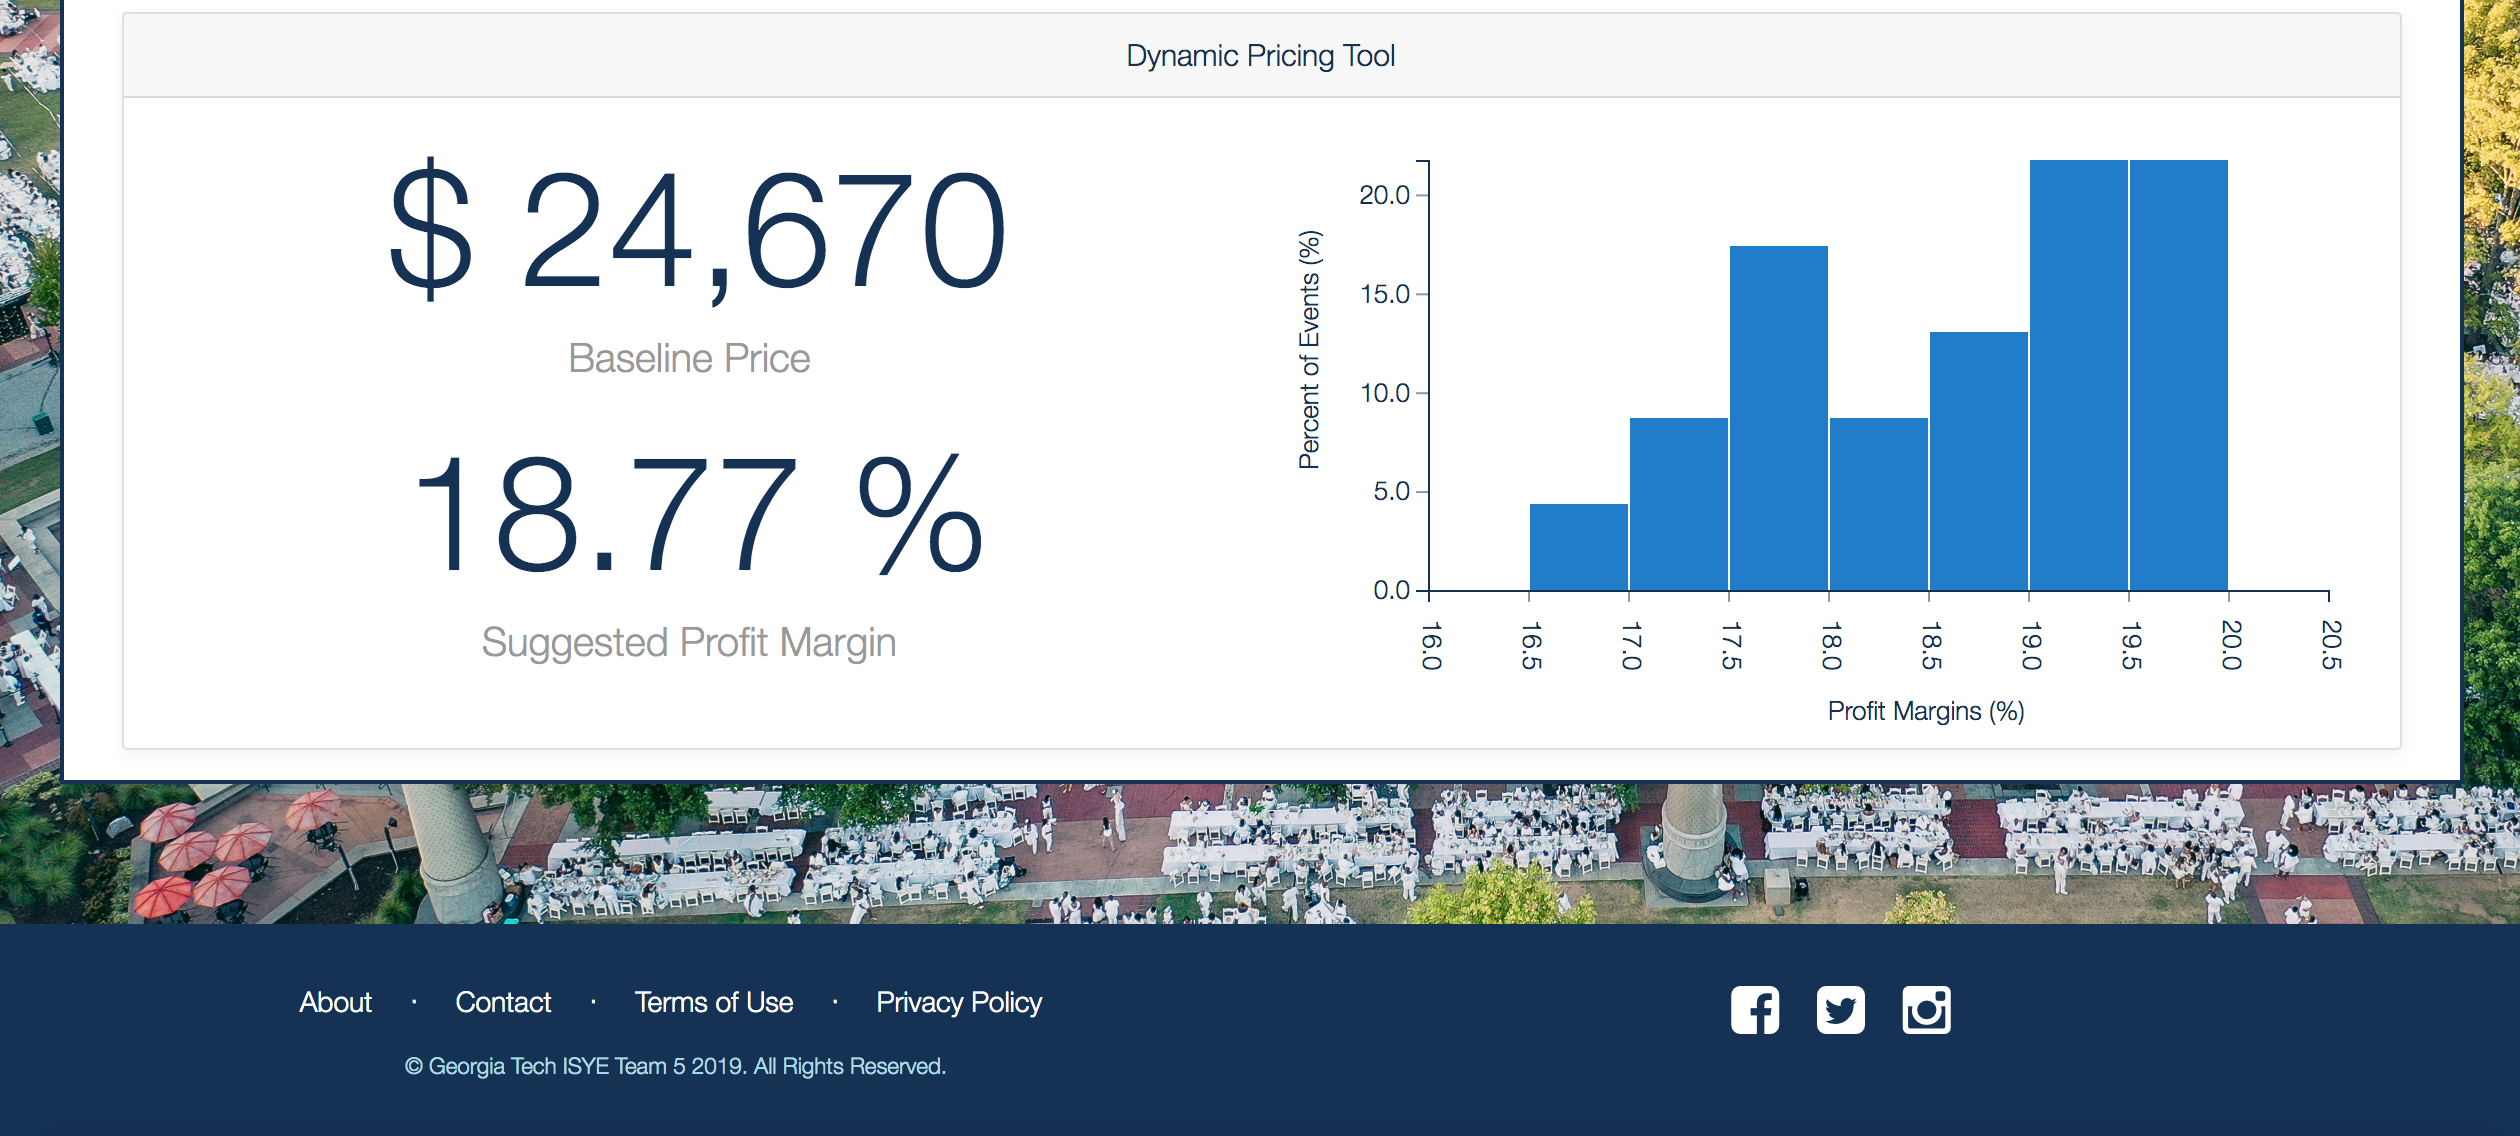 Dynamic Pricing Tool
$ 24,670
Baseline Price
18.77 %
Suggested Profit Margin
Percent of Events (%)
20.0
15.0
10.0
5.0
0.0
16.0
16.5
17.0
17.5
18.0
18.5
19.0
19.5
20.0
20.5
Profit Margins (%)
About · Contact · Terms of Use · Privacy Policy
© Georgia Tech ISYE Team 5 2019. All Rights Reserved.